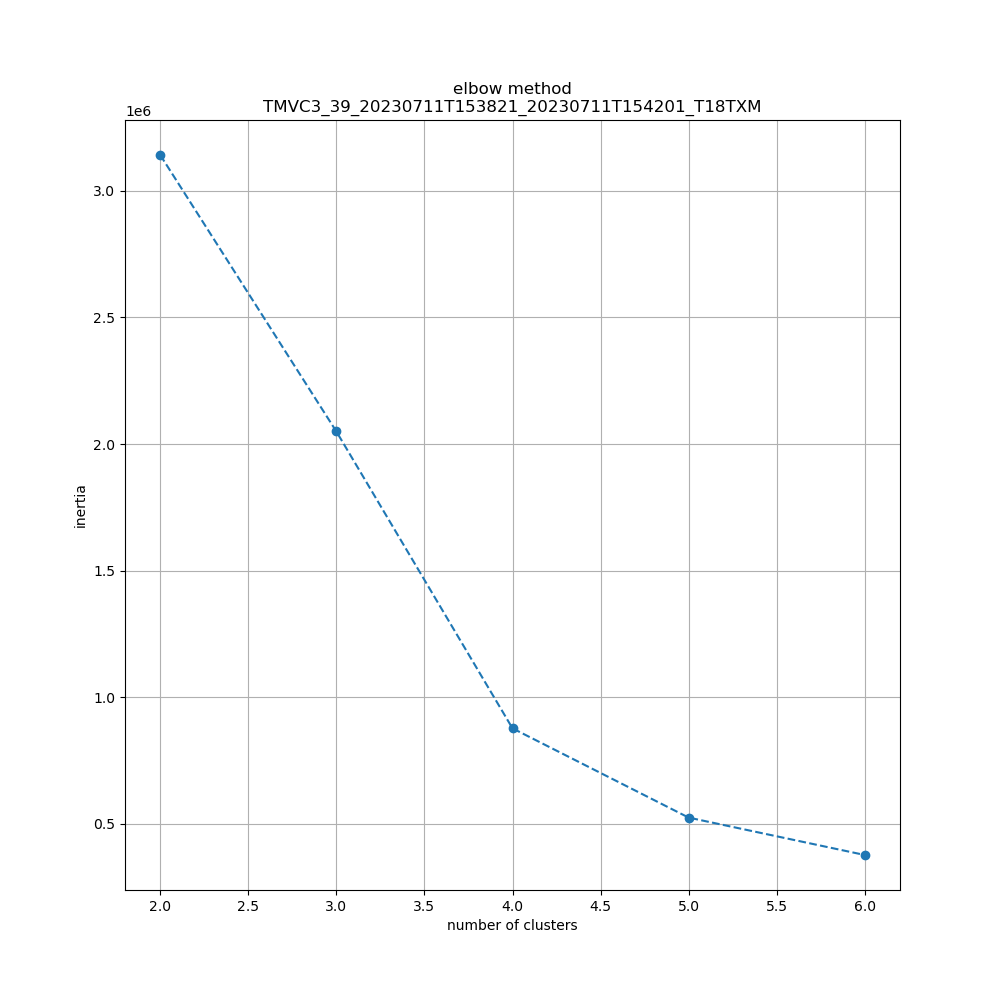 elbow method
TMVC3_39_20230711T153821_20230711T154201_T18TXM
1e6
3.0
2.5
2.0
1.5
1.0
0.5
inertia
2.0 2.5 3.0 3.5 4.0 4.5 5.0 5.5 6.0
number of clusters